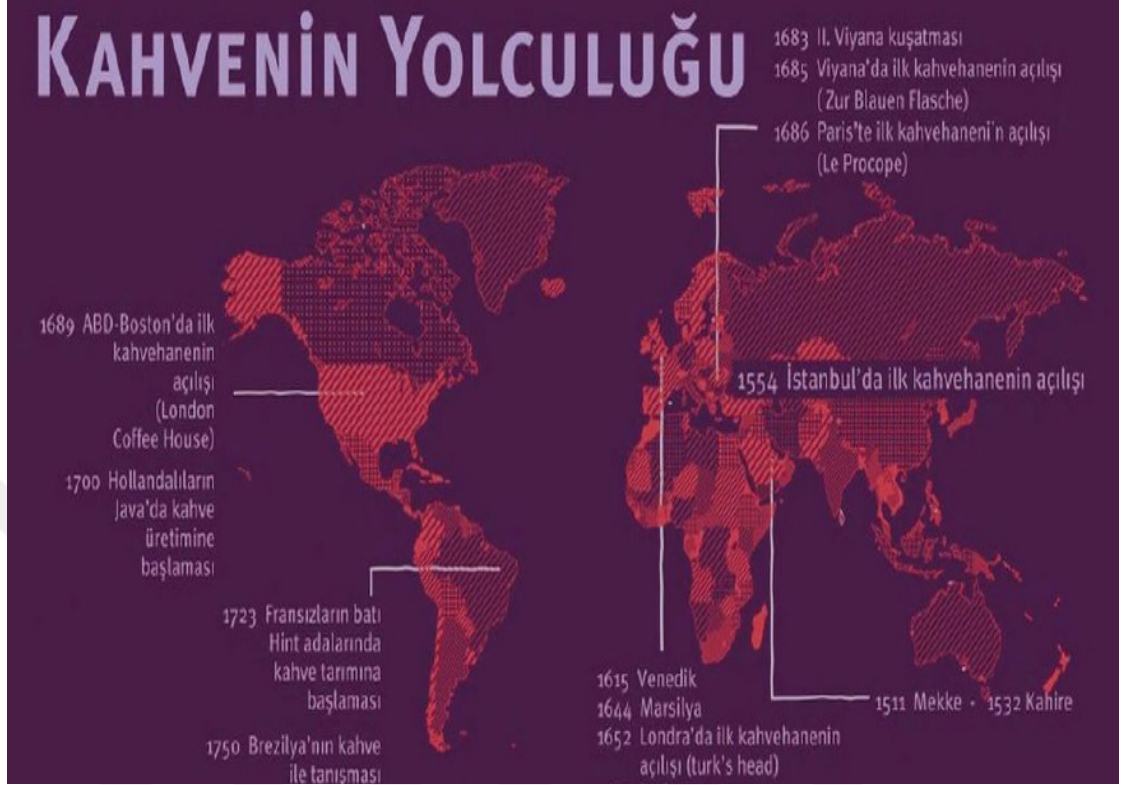 KAHVENİN YOLCULUĞU
1683 II. Viyana kuşatması
1685 Viyana'da ilk kahvehanenin açılışı
(Zur Blauen Flasche)
1686 Paris'te ilk kahvehaneni'n açılışı
(Le Procope)
1689 ABD-Boston'da ilk
kahvehanenin
açılışı
(London
Coffee House)
1700 Hollandalıların
Java'da kahve
üretimine
başlaması
1554 İstanbul'da ilk kahvehanenin açılışı
1723 Fransızların batı
Hint adalarında
kahve tarımına
başlaması
1750 Brezilya'nın kahve
ile tanışması
1615 Venedik
1644 Marsilya
1652 Londra'da ilk kahvehanenin
açılışı (turk's head)
1511 Mekke - 1532 Kahire